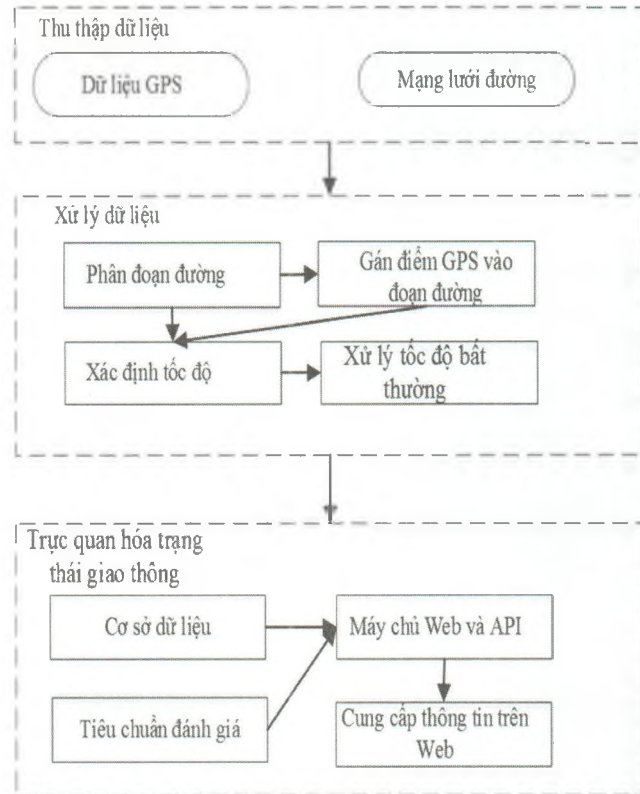 Thu thập dữ liệu
Dữ liệu GPS
Mạng lưới đường
Xử lý dữ liệu
Phân đoạn đường
Gán điểm GPS vào
đoạn đường
Xác định tốc độ
Xử lý tốc độ bất
thường
Trực quan hóa trạng
thái giao thông
Cơ sở dữ liệu
Máy chủ Web và API
Tiêu chuẩn đánh giá
Cung cấp thông tin trên
Web